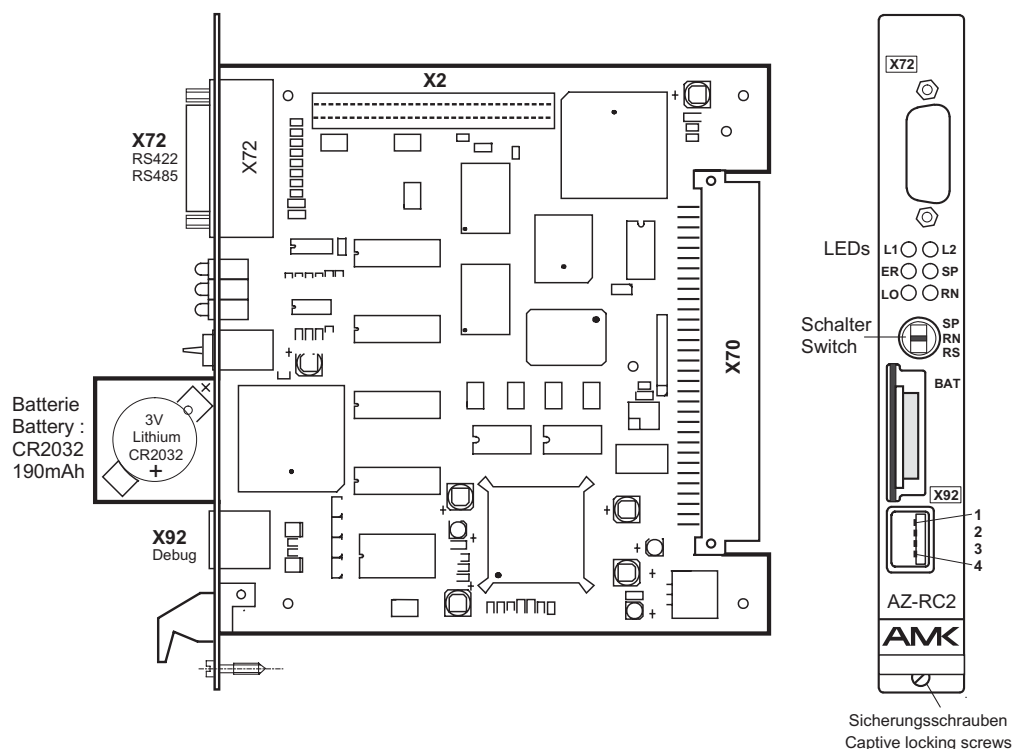 X2
X72
RS422
RS485
X72
X70
Batterie
Battery :
CR2032
190mAh
3V
Lithium
CR2032
+
X92
Debug
X72
LEDs
L1 L2
ER SP
LO RN
Schalter
Switch
SP
RN
RS
BAT
X92
1
2
3
4
AZ-RC2
AMK
Sicherungsschrauben
Captive locking screws